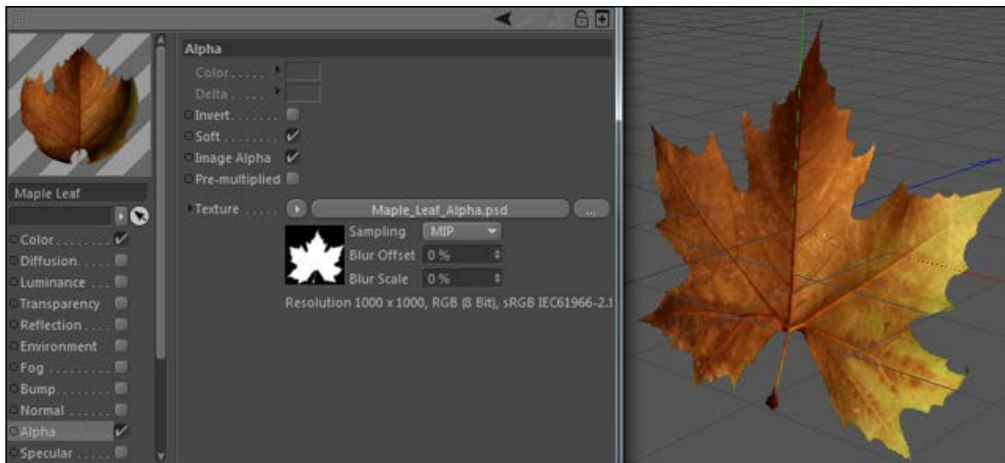 Alpha
Color . . . . .
Delta . . . . .
Invert . . . . .
Soft . . . . . .
Image Alpha
Pre-multiplied
Texture . . . . . Maple_Leaf_Alpha.psd ...
Sampling MIP
Blur Offset 0 %
Blur Scale 0 %
Resolution 1000 x 1000, RGB (8 Bit), sRGB IEC61966-2.1
Maple Leaf
Color . . . . . . .
Diffusion . . . .
Luminance . . .
Transparency
Reflection . . .
Environment
Fog . . . . . . . .
Bump . . . . . . .
Normal . . . . . .
Alpha . . . . . . .
Specular . . . .